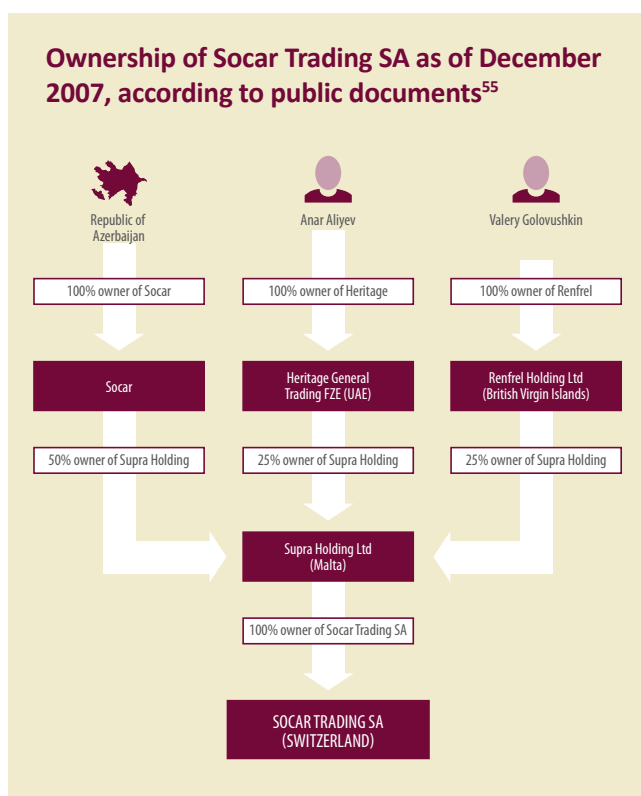 Ownership of Socar Trading SA as of December
2007, according to public documents55
Republic of
Azerbaijan
Anar Aliyev
Valery Golovushkin
100% owner of Socar
100% owner of Heritage
100% owner of Renfrel
Socar
Heritage General
Trading FZE (UAE)
Renfrel Holding Ltd
(British Virgin Islands)
50% owner of Supra Holding
25% owner of Supra Holding
25% owner of Supra Holding
Supra Holding Ltd
(Malta)
100% owner of Socar Trading SA
SOCAR TRADING SA
(SWITZERLAND)